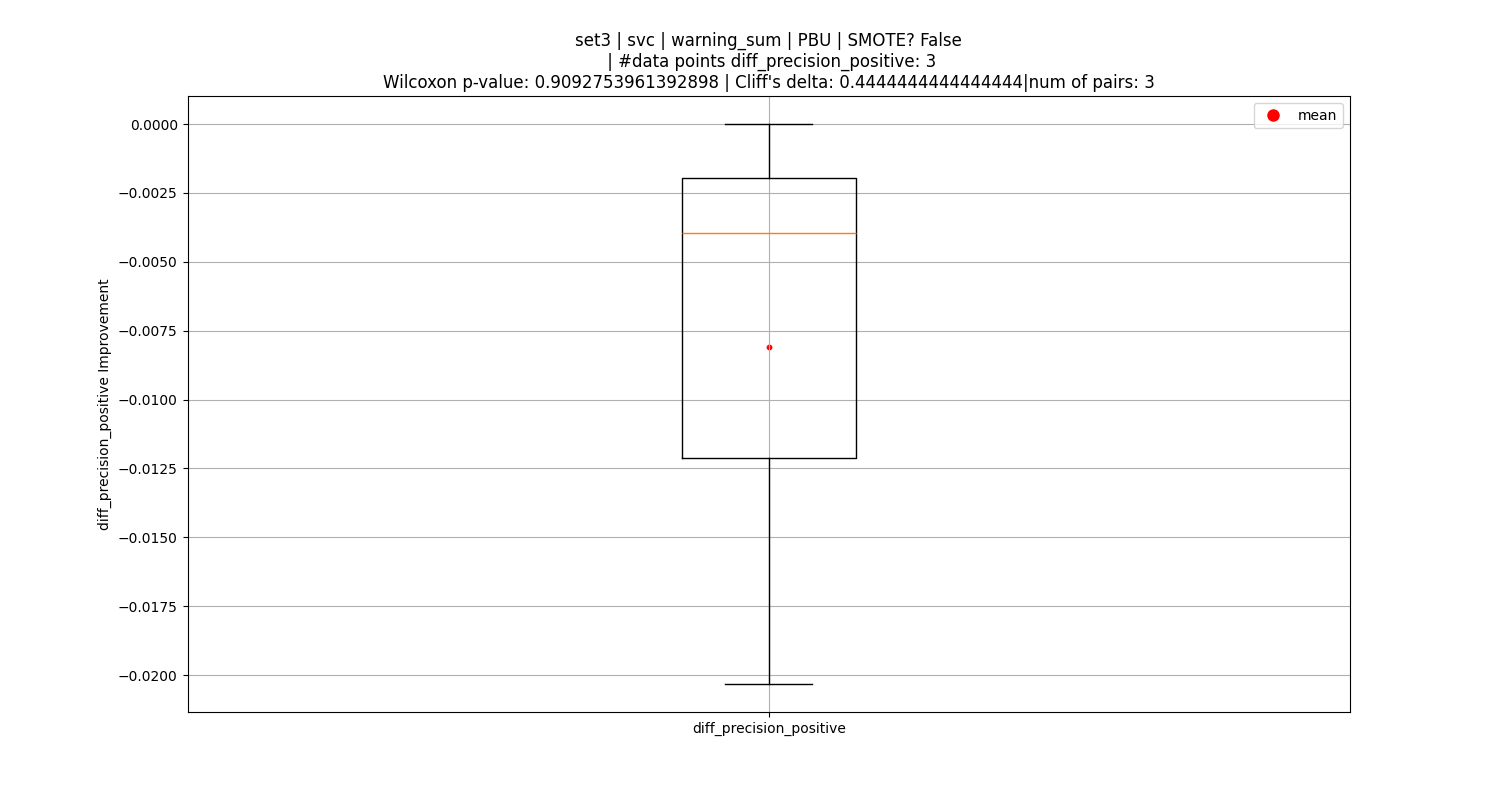 set3 | svc | warning_sum | PBU | SMOTE? False
| #data points diff_precision_positive: 3
Wilcoxon p-value: 0.9092753961392898 | Cliff's delta: 0.4444444444444444|num of pairs: 3
mean
0.0000
−0.0025
−0.0050
−0.0075
−0.0100
−0.0125
−0.0150
−0.0175
−0.0200
diff_precision_positive Improvement
diff_precision_positive